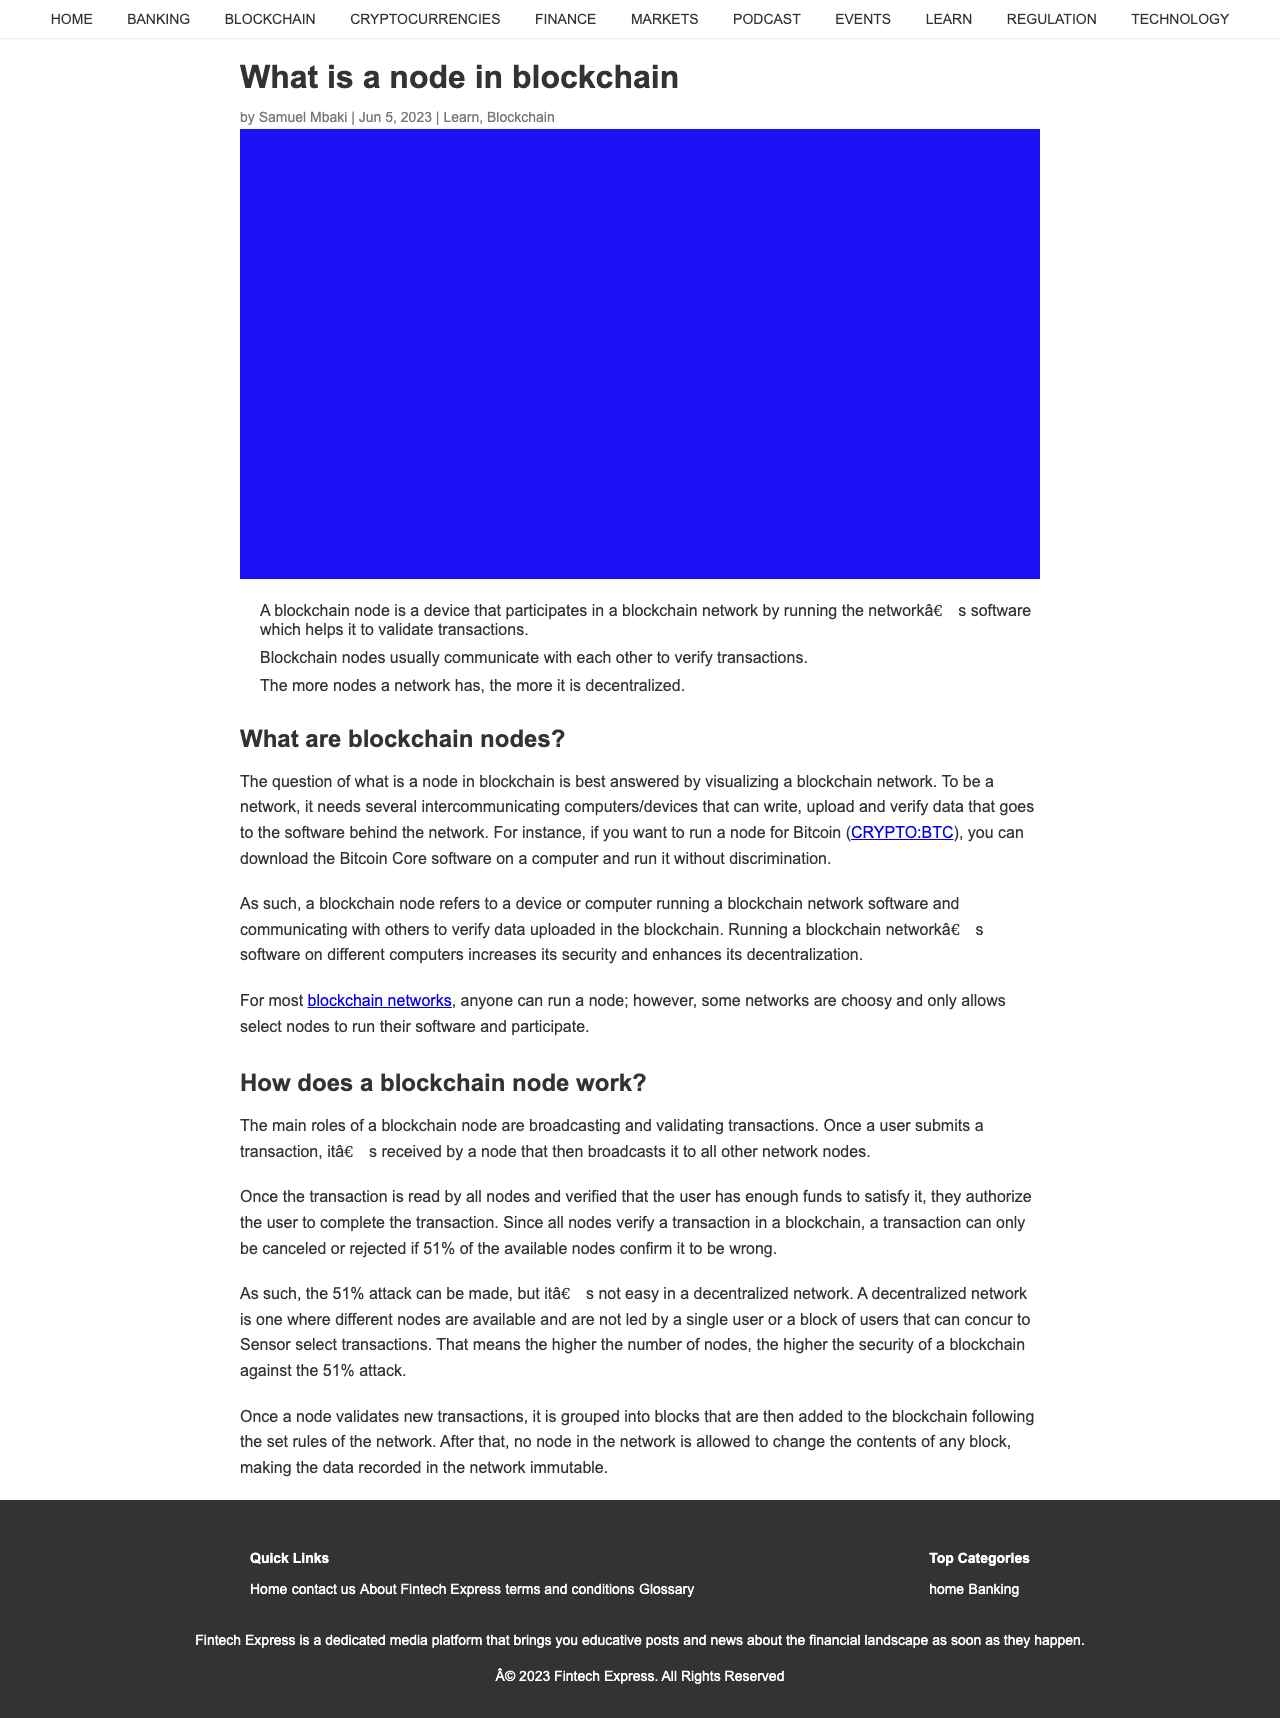 HOME BANKING BLOCKCHAIN CRYPTOCURRENCIES FINANCE MARKETS PODCAST EVENTS LEARN REGULATION TECHNOLOGY
What is a node in blockchain
by Samuel Mbaki | Jun 5, 2023 | Learn, Blockchain
A blockchain node is a device that participates in a blockchain network by running the networkâ€ s software
which helps it to validate transactions.
Blockchain nodes usually communicate with each other to verify transactions.
The more nodes a network has, the more it is decentralized.
What are blockchain nodes?
The question of what is a node in blockchain is best answered by visualizing a blockchain network. To be a
network, it needs several intercommunicating computers/devices that can write, upload and verify data that goes
to the software behind the network. For instance, if you want to run a node for Bitcoin (CRYPTO:BTC), you can
download the Bitcoin Core software on a computer and run it without discrimination.
As such, a blockchain node refers to a device or computer running a blockchain network software and
communicating with others to verify data uploaded in the blockchain. Running a blockchain networkâ€ s
software on different computers increases its security and enhances its decentralization.
For most blockchain networks, anyone can run a node; however, some networks are choosy and only allows
select nodes to run their software and participate.
How does a blockchain node work?
The main roles of a blockchain node are broadcasting and validating transactions. Once a user submits a
transaction, itâ€ s received by a node that then broadcasts it to all other network nodes.
Once the transaction is read by all nodes and verified that the user has enough funds to satisfy it, they authorize
the user to complete the transaction. Since all nodes verify a transaction in a blockchain, a transaction can only
be canceled or rejected if 51% of the available nodes confirm it to be wrong.
As such, the 51% attack can be made, but itâ€ s not easy in a decentralized network. A decentralized network
is one where different nodes are available and are not led by a single user or a block of users that can concur to
Sensor select transactions. That means the higher the number of nodes, the higher the security of a blockchain
against the 51% attack.
Once a node validates new transactions, it is grouped into blocks that are then added to the blockchain following
the set rules of the network. After that, no node in the network is allowed to change the contents of any block,
making the data recorded in the network immutable.
Quick Links
Home contact us About Fintech Express terms and conditions Glossary
Top Categories
home Banking
Fintech Express is a dedicated media platform that brings you educative posts and news about the financial landscape as soon as they happen.
Â© 2023 Fintech Express. All Rights Reserved